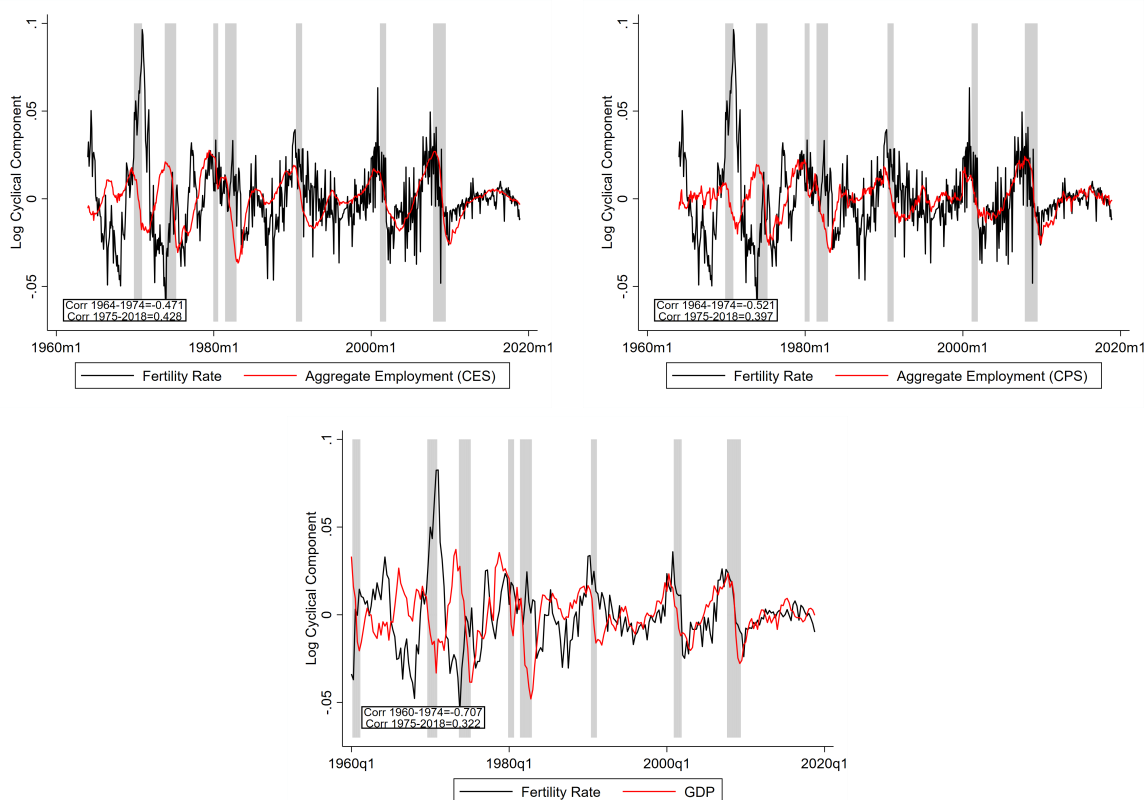 .1
.05
0
-.05
Log Cyclical Component
Corr 1964-1974=-0.471
Corr 1975-2018=0.428
1960m1 1980m1 2000m1 2020m1
Fertility Rate Aggregate Employment (CES)
.1
.05
0
-.05
Log Cyclical Component
Corr 1964-1974=-0.521
Corr 1975-2018=0.397
1960m1 1980m1 2000m1 2020m1
Fertility Rate Aggregate Employment (CPS)
.1
.05
0
-.05
Log Cyclical Component
Corr 1960-1974=-0.707
Corr 1975-2018=0.322
1960q1 1980q1 2000q1 2020q1
Fertility Rate GDP